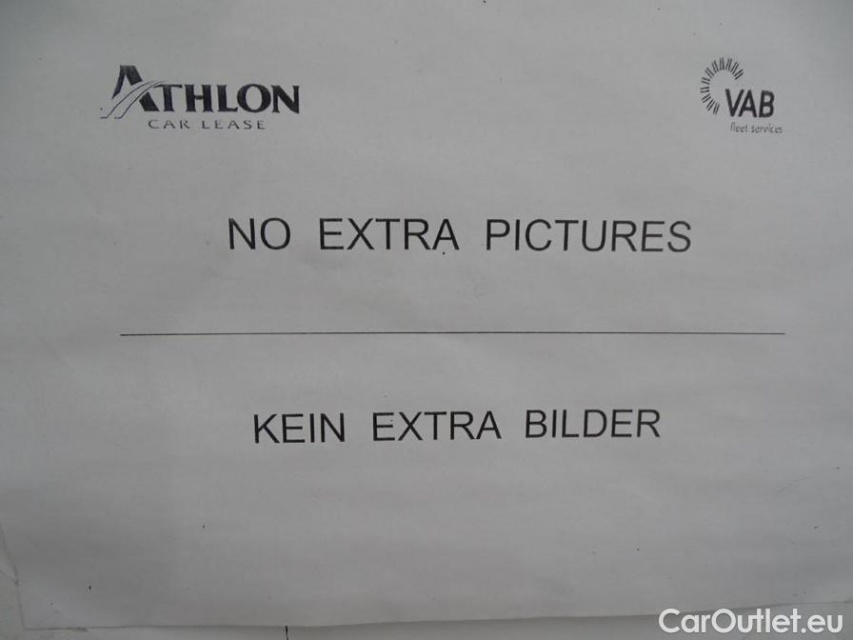 ATHLON
CAR LEASE
VAB
fleet services
NO EXTRA PICTURES
KEIN EXTRA BILDER
CarOutlet.eu